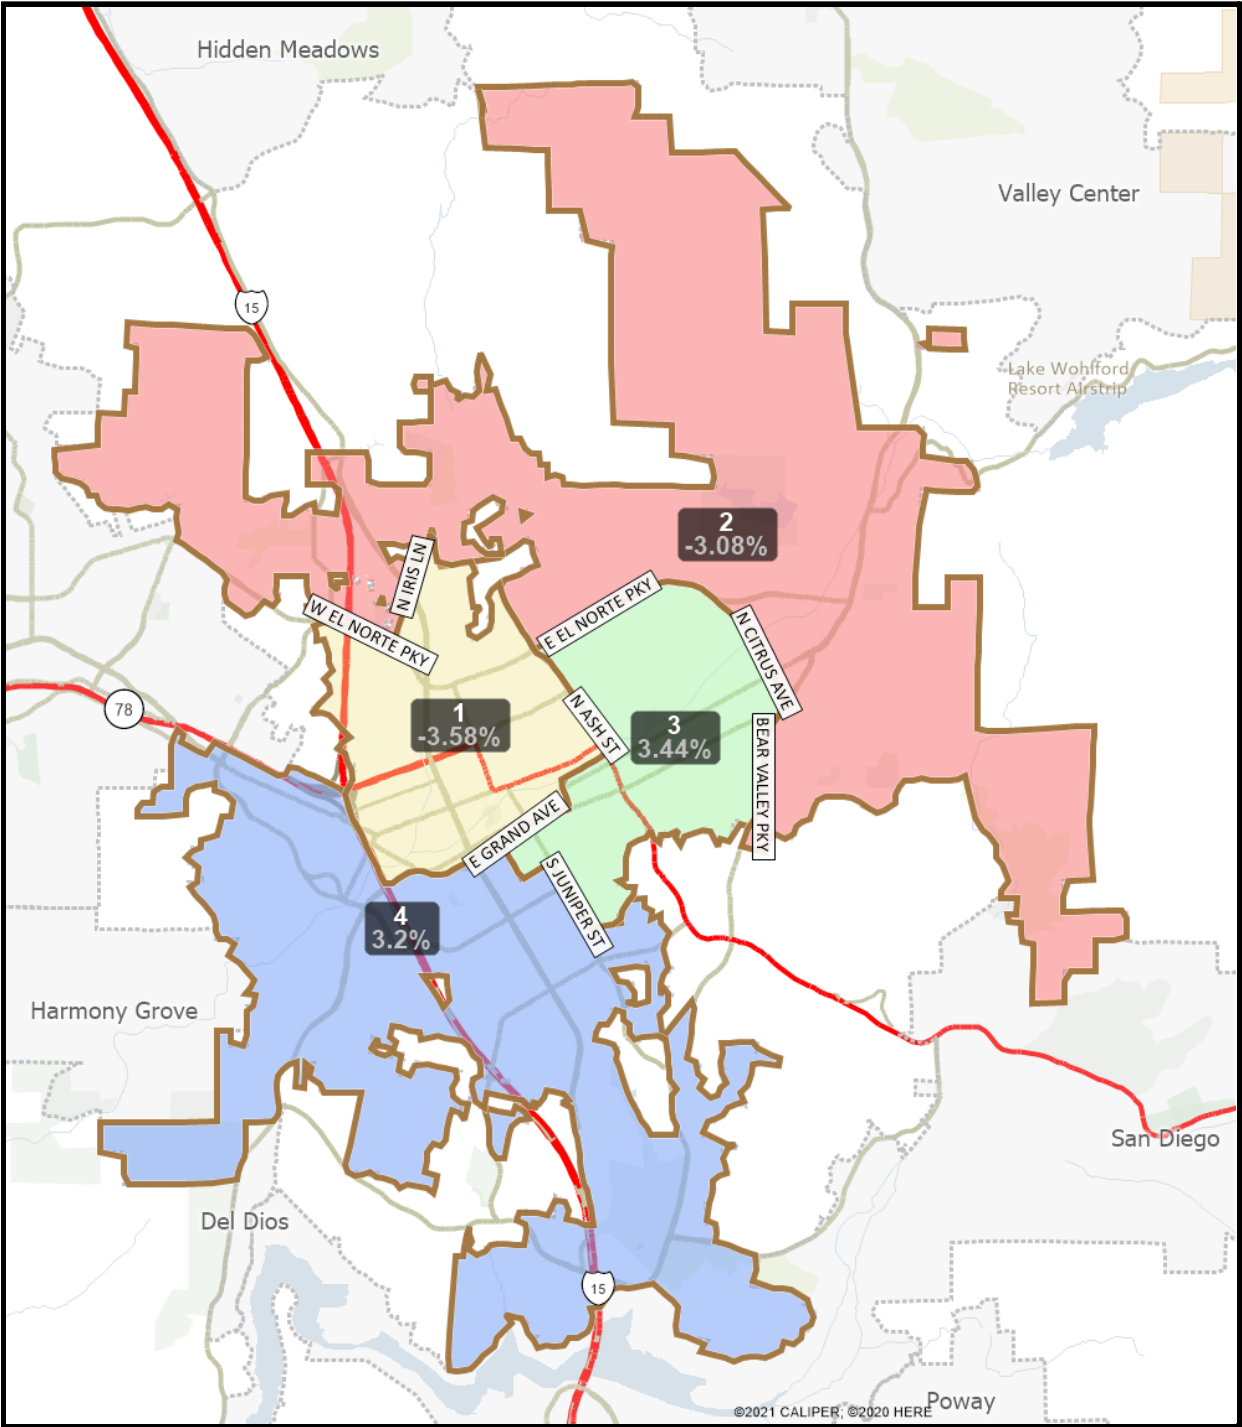 Hidden Meadows
Valley Center
15
Lake Wohlford
Resort Airstrip
2
-3.08%
N IRIS LN
E EL NORTE PKY
W EL NORTE PKY
N CITRUS AVE
78
1
-3.58%
N ASH ST
3
3.44%
BEAR VALLEY PKY
E GRAND AVE
S JUNIPER ST
4
3.2%
Harmony Grove
San Diego
Del Dios
15
Poway
©2021 CALIPER; ©2020 HERE